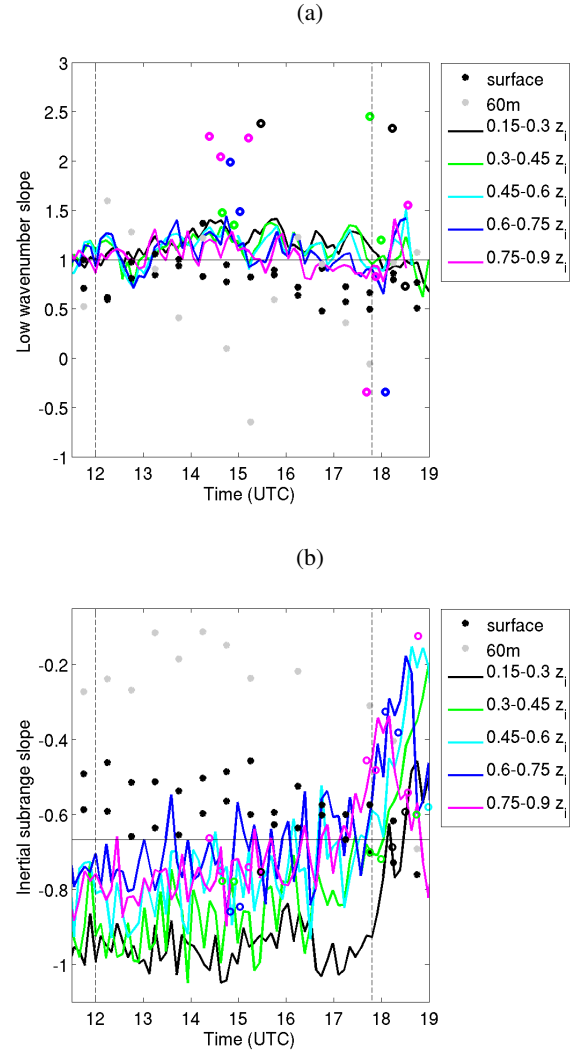 (a)
3
2.5
2
1.5
1
0.5
0
-0.5
-1
Low wavenumber slope
12 13 14 15 16 17 18 19
Time (UTC)
surface
60m
0.15-0.3 z_i
0.3-0.45 z_i
0.45-0.6 z_i
0.6-0.75 z_i
0.75-0.9 z_i
(b)
-0.2
-0.4
-0.6
-0.8
-1
Inertial subrange slope
12 13 14 15 16 17 18 19
Time (UTC)
surface
60m
0.15-0.3 z_i
0.3-0.45 z_i
0.45-0.6 z_i
0.6-0.75 z_i
0.75-0.9 z_i